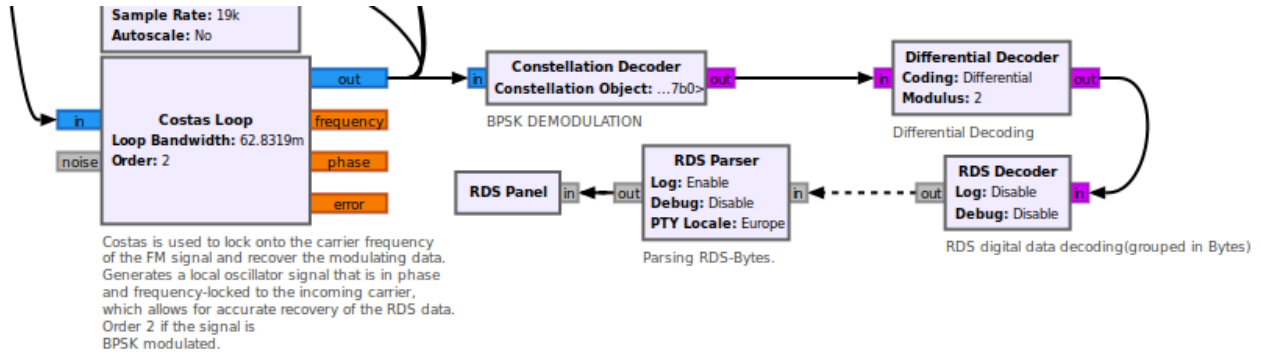 Sample Rate: 19k
Autoscale: No
in
noise
Costas Loop
Loop Bandwidth: 62.8319m
Order: 2
out
frequency
phase
error
Costas is used to lock onto the carrier frequency
of the FM signal and recover the modulating data.
Generates a local oscillator signal that is in phase
and frequency-locked to the incoming carrier,
which allows for accurate recovery of the RDS data.
Order 2 if the signal is
BPSK modulated.
in
Constellation Decoder
Constellation Object: ...7b0>
out
BPSK DEMODULATION
in
Differential Decoder
Coding: Differential
Modulus: 2
out
Differential Decoding
RDS Panel
in
out
RDS Parser
Log: Enable
Debug: Disable
PTY Locale: Europe
in
Parsing RDS-Bytes.
out
RDS Decoder
Log: Disable
Debug: Disable
in
RDS digital data decoding(grouped in Bytes)